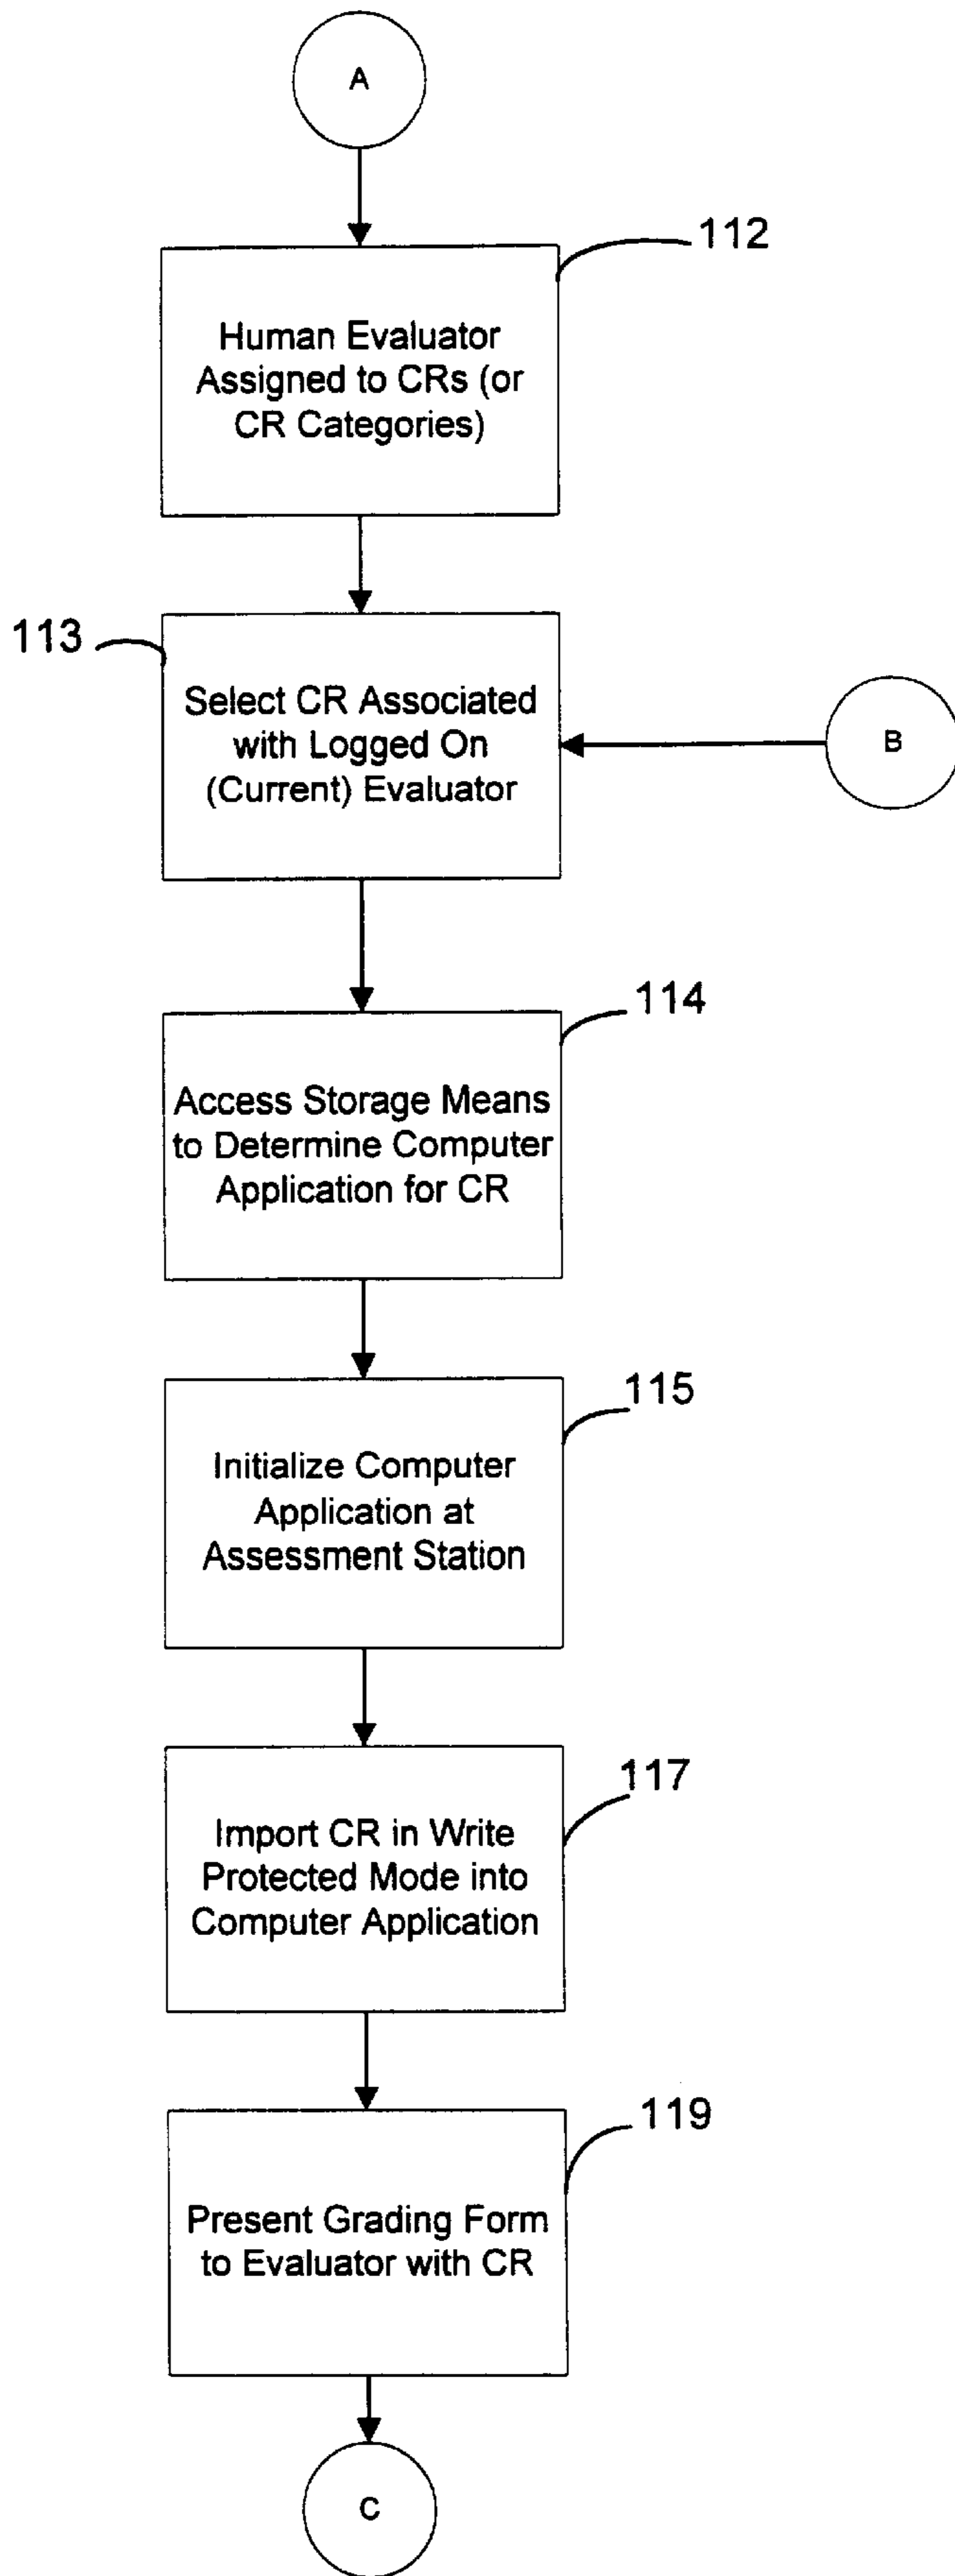 A
112
Human Evaluator
Assigned to CRs (or
CR Categories)
113
Select CR Associated
with Logged On
(Current) Evaluator
B
114
Access Storage Means
to Determine Computer
Application for CR
115
Initialize Computer
Application at
Assessment Station
117
Import CR in Write
Protected Mode into
Computer Application
119
Present Grading Form
to Evaluator with CR
C